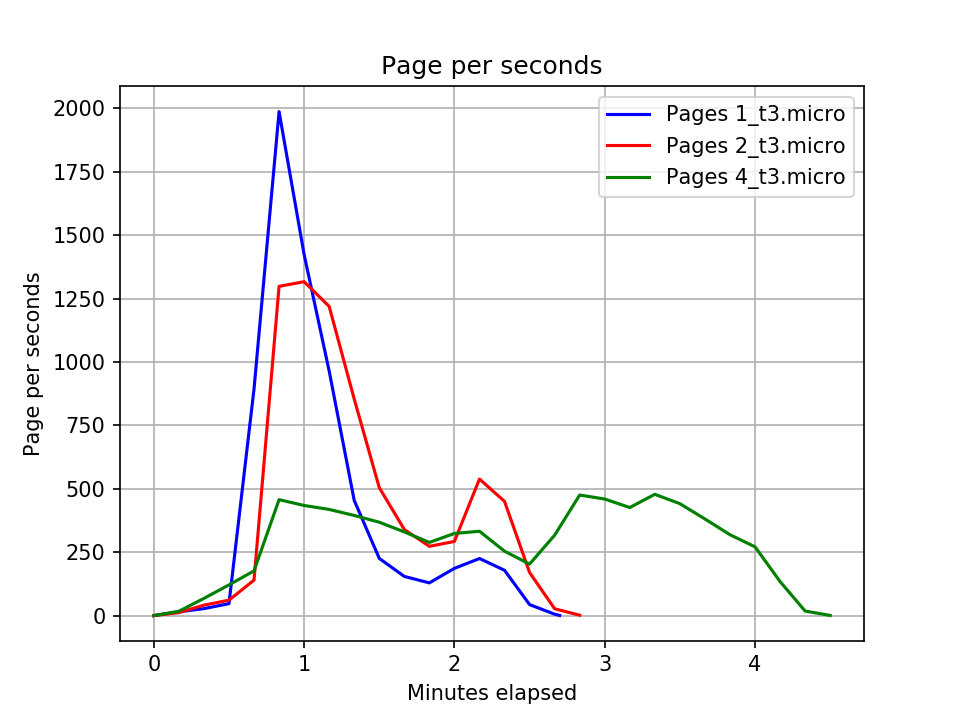 Page per seconds
Pages 1_t3.micro
Pages 2_t3.micro
Pages 4_t3.micro
2000
1750
1500
1250
1000
750
500
250
0
Page per seconds
0 1 2 3 4
Minutes elapsed